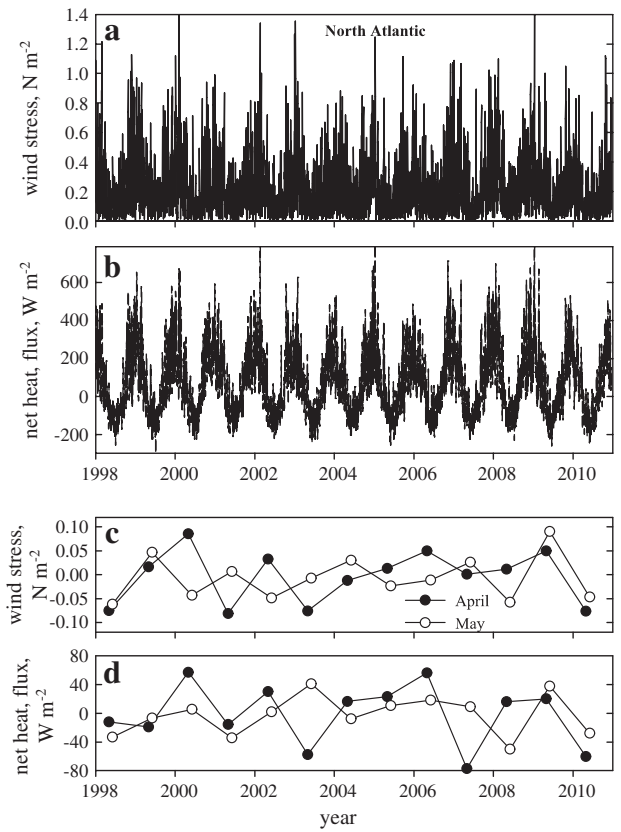 a
North Atlantic
wind stress, N m-2
1.4
1.2
1.0
0.8
0.6
0.4
0.2
0.0
b
net heat, flux, W m-2
600
400
200
0
-200
1998 2000 2002 2004 2006 2008 2010
c
wind stress,
N m-2
0.10
0.05
0.00
-0.05
-0.10
April
May
d
net heat, flux,
W m-2
80
40
0
-40
-80
1998 2000 2002 2004 2006 2008 2010
year